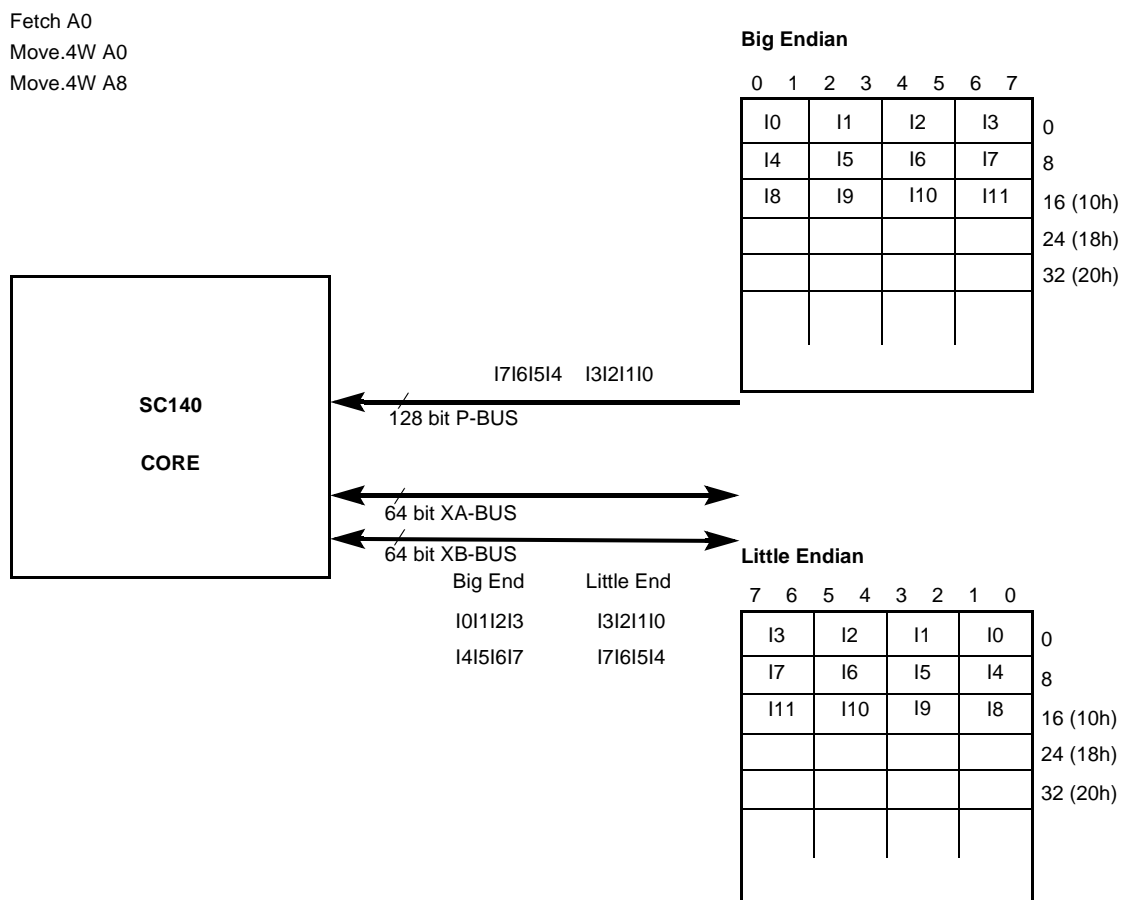 Fetch A0
Move.4W A0
Move.4W A8
Big Endian
0 1 2 3 4 5 6 7
I0 I1 I2 I3 0
I4 I5 I6 I7 8
I8 I9 I10 I11 16 (10h)
24 (18h)
32 (20h)
I7I6I5I4 I3I2I1I0
SC140
128 bit P-BUS
CORE
64 bit XA-BUS
64 bit XB-BUS
Big End Little End
I0I1I2I3 I3I2I1I0
I4I5I6I7 I7I6I5I4
Little Endian
7 6 5 4 3 2 1 0
I3 I2 I1 I0 0
I7 I6 I5 I4 8
I11 I10 I9 I8 16 (10h)
24 (18h)
32 (20h)